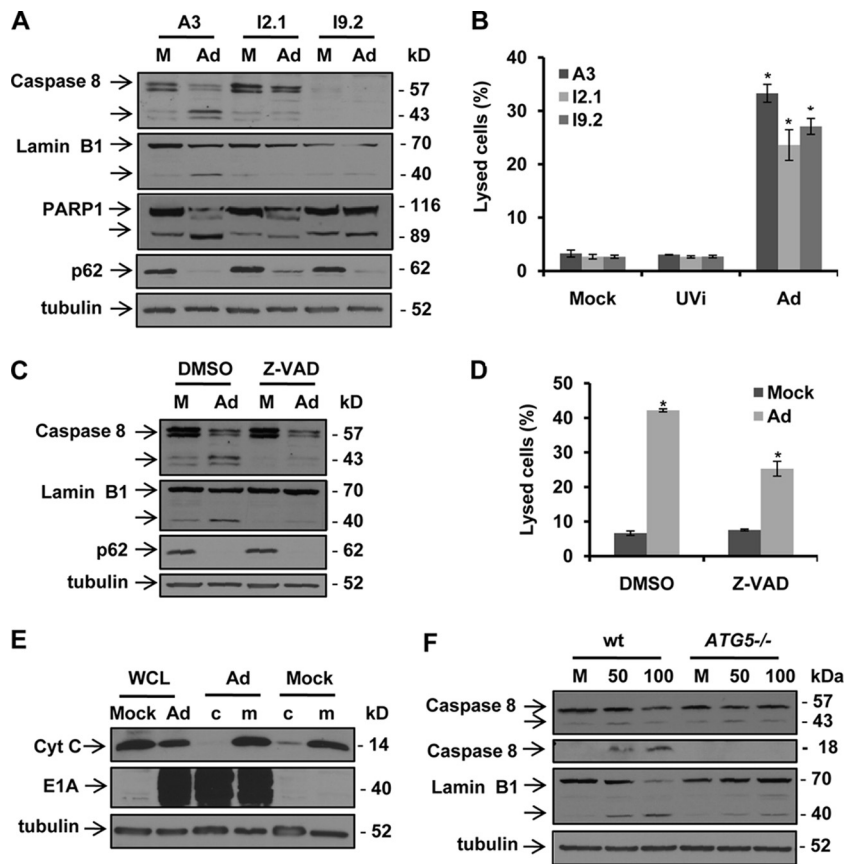 A
A3 I2.1 I9.2
M Ad M Ad M Ad kD
Caspase 8 - 57
- 43
Lamin B1 - 70
- 40
PARP1 - 116
- 89
p62 - 62
tubulin - 52
B
Lysed cells (%)
40
30
20
10
0
A3
I2.1
I9.2
* * *
Mock UVi Ad
C
DMSO Z-VAD
M Ad M Ad kD
Caspase 8 - 57
- 43
Lamin B1 - 70
- 40
p62 - 62
tubulin - 52
D
Lysed cells (%)
50
40
30
20
10
0
Mock
Ad
* *
DMSO Z-VAD
E
WCL Ad Mock
Mock Ad c m c m kD
Cyt C - 14
E1A - 40
tubulin - 52
F
wt ATG5-/-
M 50 100 M 50 100 kDa
Caspase 8 - 57
- 43
Caspase 8 - 18
Lamin B1 - 70
- 40
tubulin - 52